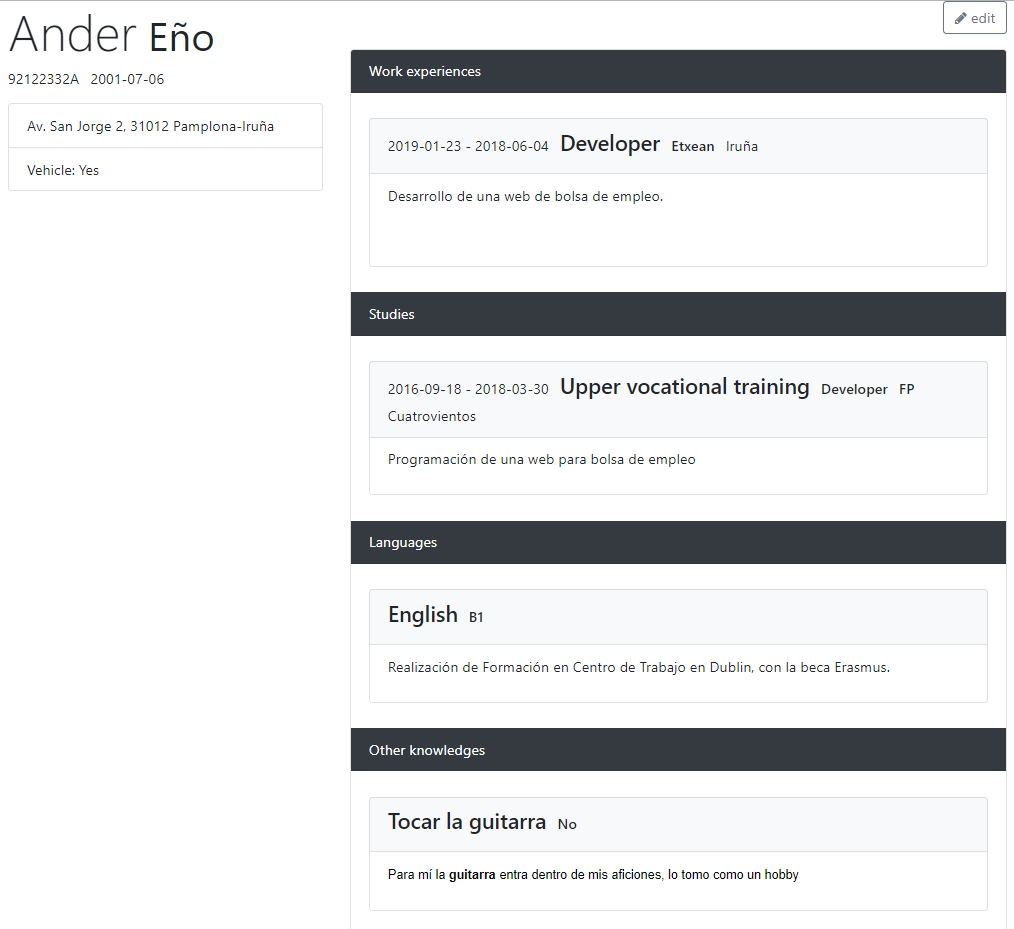 Ander Eño
92122332A 2001-07-06
Av. San Jorge 2, 31012 Pamplona-Iruña
Vehicle: Yes
edit
Work experiences
2019-01-23 - 2018-06-04 Developer Etxean Iruña
Desarrollo de una web de bolsa de empleo.
Studies
2016-09-18 - 2018-03-30 Upper vocational training Developer FP
Cuatrovientos
Programación de una web para bolsa de empleo
Languages
English B1
Realización de Formación en Centro de Trabajo en Dublin, con la beca Erasmus.
Other knowledges
Tocar la guitarra No
Para mí la guitarra entra dentro de mis aficiones, lo tomo como un hobby